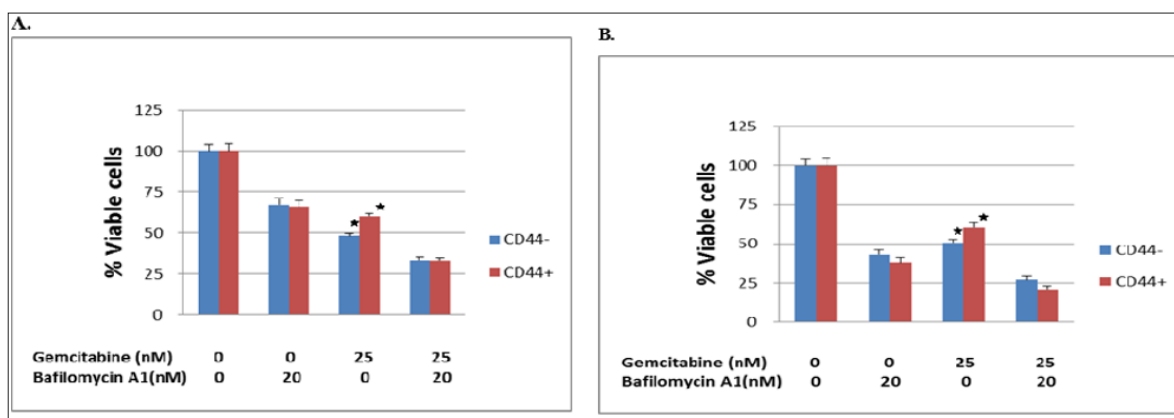 A.
125
100
75
50
25
0
% Viable cells
CD44-
CD44+
Gemcitabine (nM) 0 0 25 25
Bafilomycin A1(nM) 0 20 0 20
B.
125
100
75
50
25
0
% Viable cells
CD44-
CD44+
Gemcitabine (nM) 0 0 25 25
Bafilomycin A1(nM) 0 20 0 20